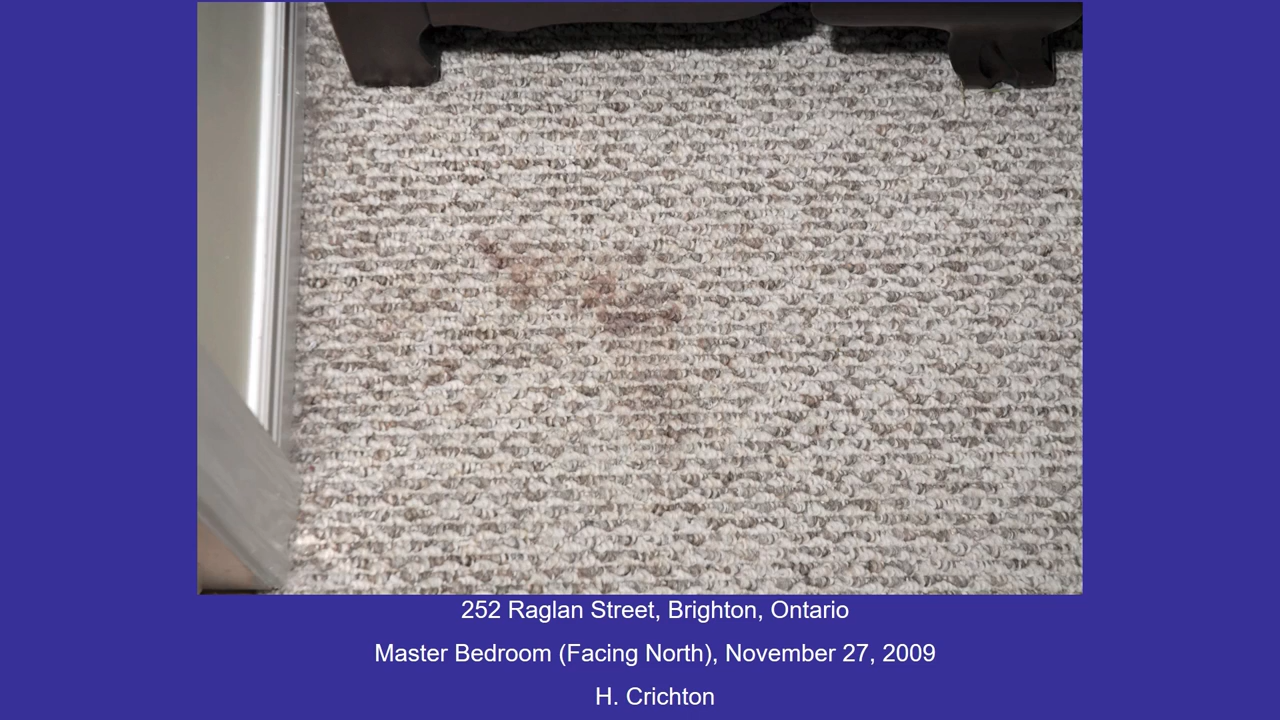 252 Raglan Street, Brighton, Ontario
Master Bedroom (Facing North), November 27, 2009
H. Crichton